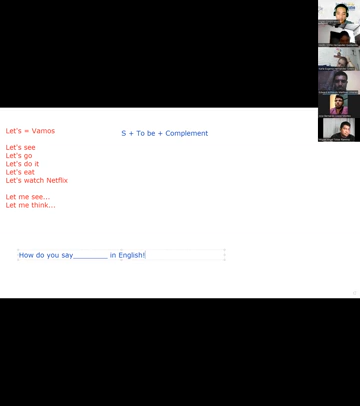 Let's = Vamos
S + To be + Complement
Let's see
Let's go
Let's do it
Let's eat
Let's watch Netflix
Let me see...
Let me think...
How do you say________ in English!